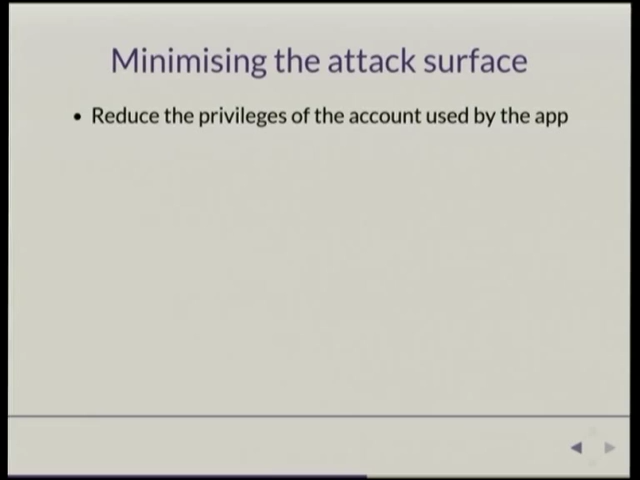 Minimising the attack surface
• Reduce the privileges of the account used by the app